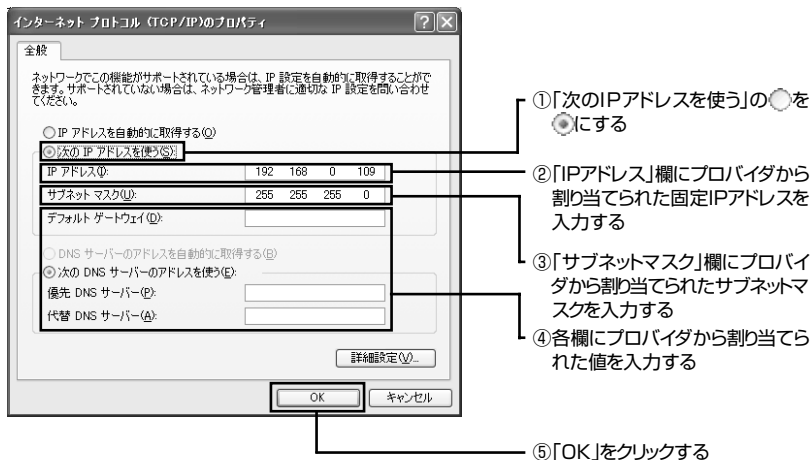 インターネット プロトコル (TCP/IP)のプロパティ
全般
ネットワークでこの機能がサポートされている場合は、IP 設定を自動的に取得することがで
きます。サポートされていない場合は、ネットワーク管理者に適切な IP 設定を問い合わせ
てください。
IP アドレスを自動的に取得する(O)
次の IP アドレスを使う(S):
IP アドレス(I):
192 168 0 109
サブネット マスク(U):
255 255 255 0
デフォルト ゲートウェイ(D):
DNS サーバーのアドレスを自動的に取得する(B)
次の DNS サーバーのアドレスを使う(E):
優先 DNS サーバー(P):
代替 DNS サーバー(A):
詳細設定(V)...
OK
キャンセル
①「次のIPアドレスを使う」の○を
◉にする
②「IPアドレス」欄にプロバイダから
割り当てられた固定IPアドレスを
入力する
③「サブネットマスク」欄にプロバイ
ダから割り当てられたサブネットマ
スクを入力する
④各欄にプロバイダから割り当てら
れた値を入力する
⑤「OK」をクリックする